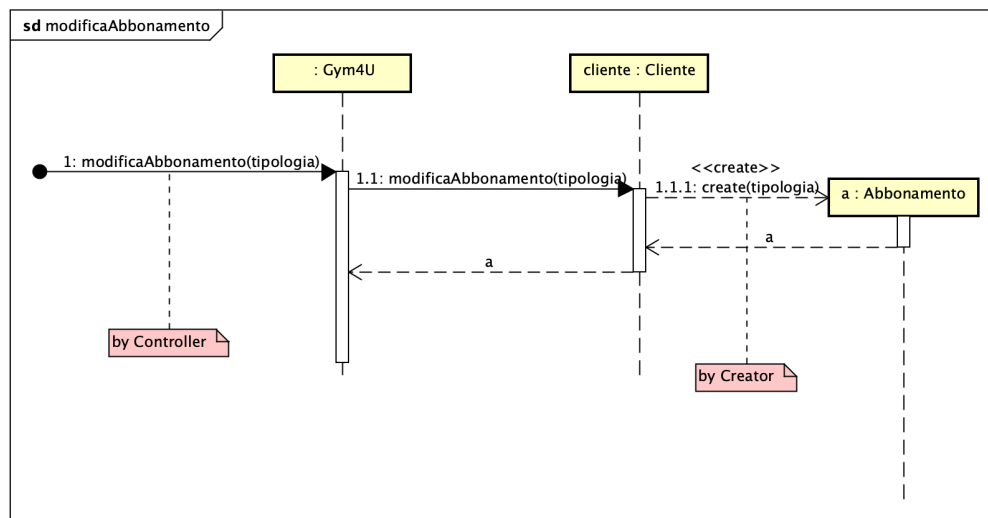 sd modificaAbbonamento
: Gym4U
cliente : Cliente
1: modificaAbbonamento(tipologia)
1.1: modificaAbbonamento(tipologia)
<<create>>
1.1.1: create(tipologia)
a : Abbonamento
a
a
by Controller
by Creator